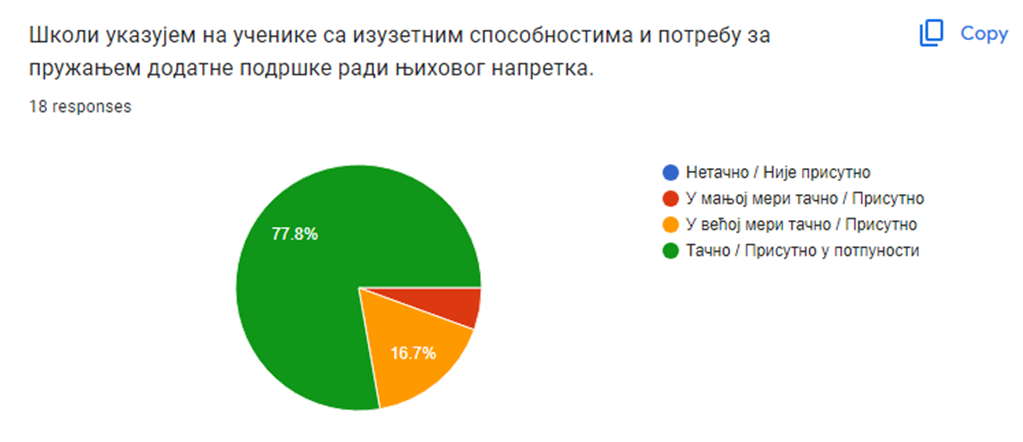 Школи указујем на ученике са изузетним способностима и потребу за
пружањем додатне подршке ради њиховог напретка.
Copy
18 responses
77.8%
16.7%
Нетачно / Није присутно
У мањој мери тачно / Присутно
У већој мери тачно / Присутно
Тачно / Присутно у потпуности